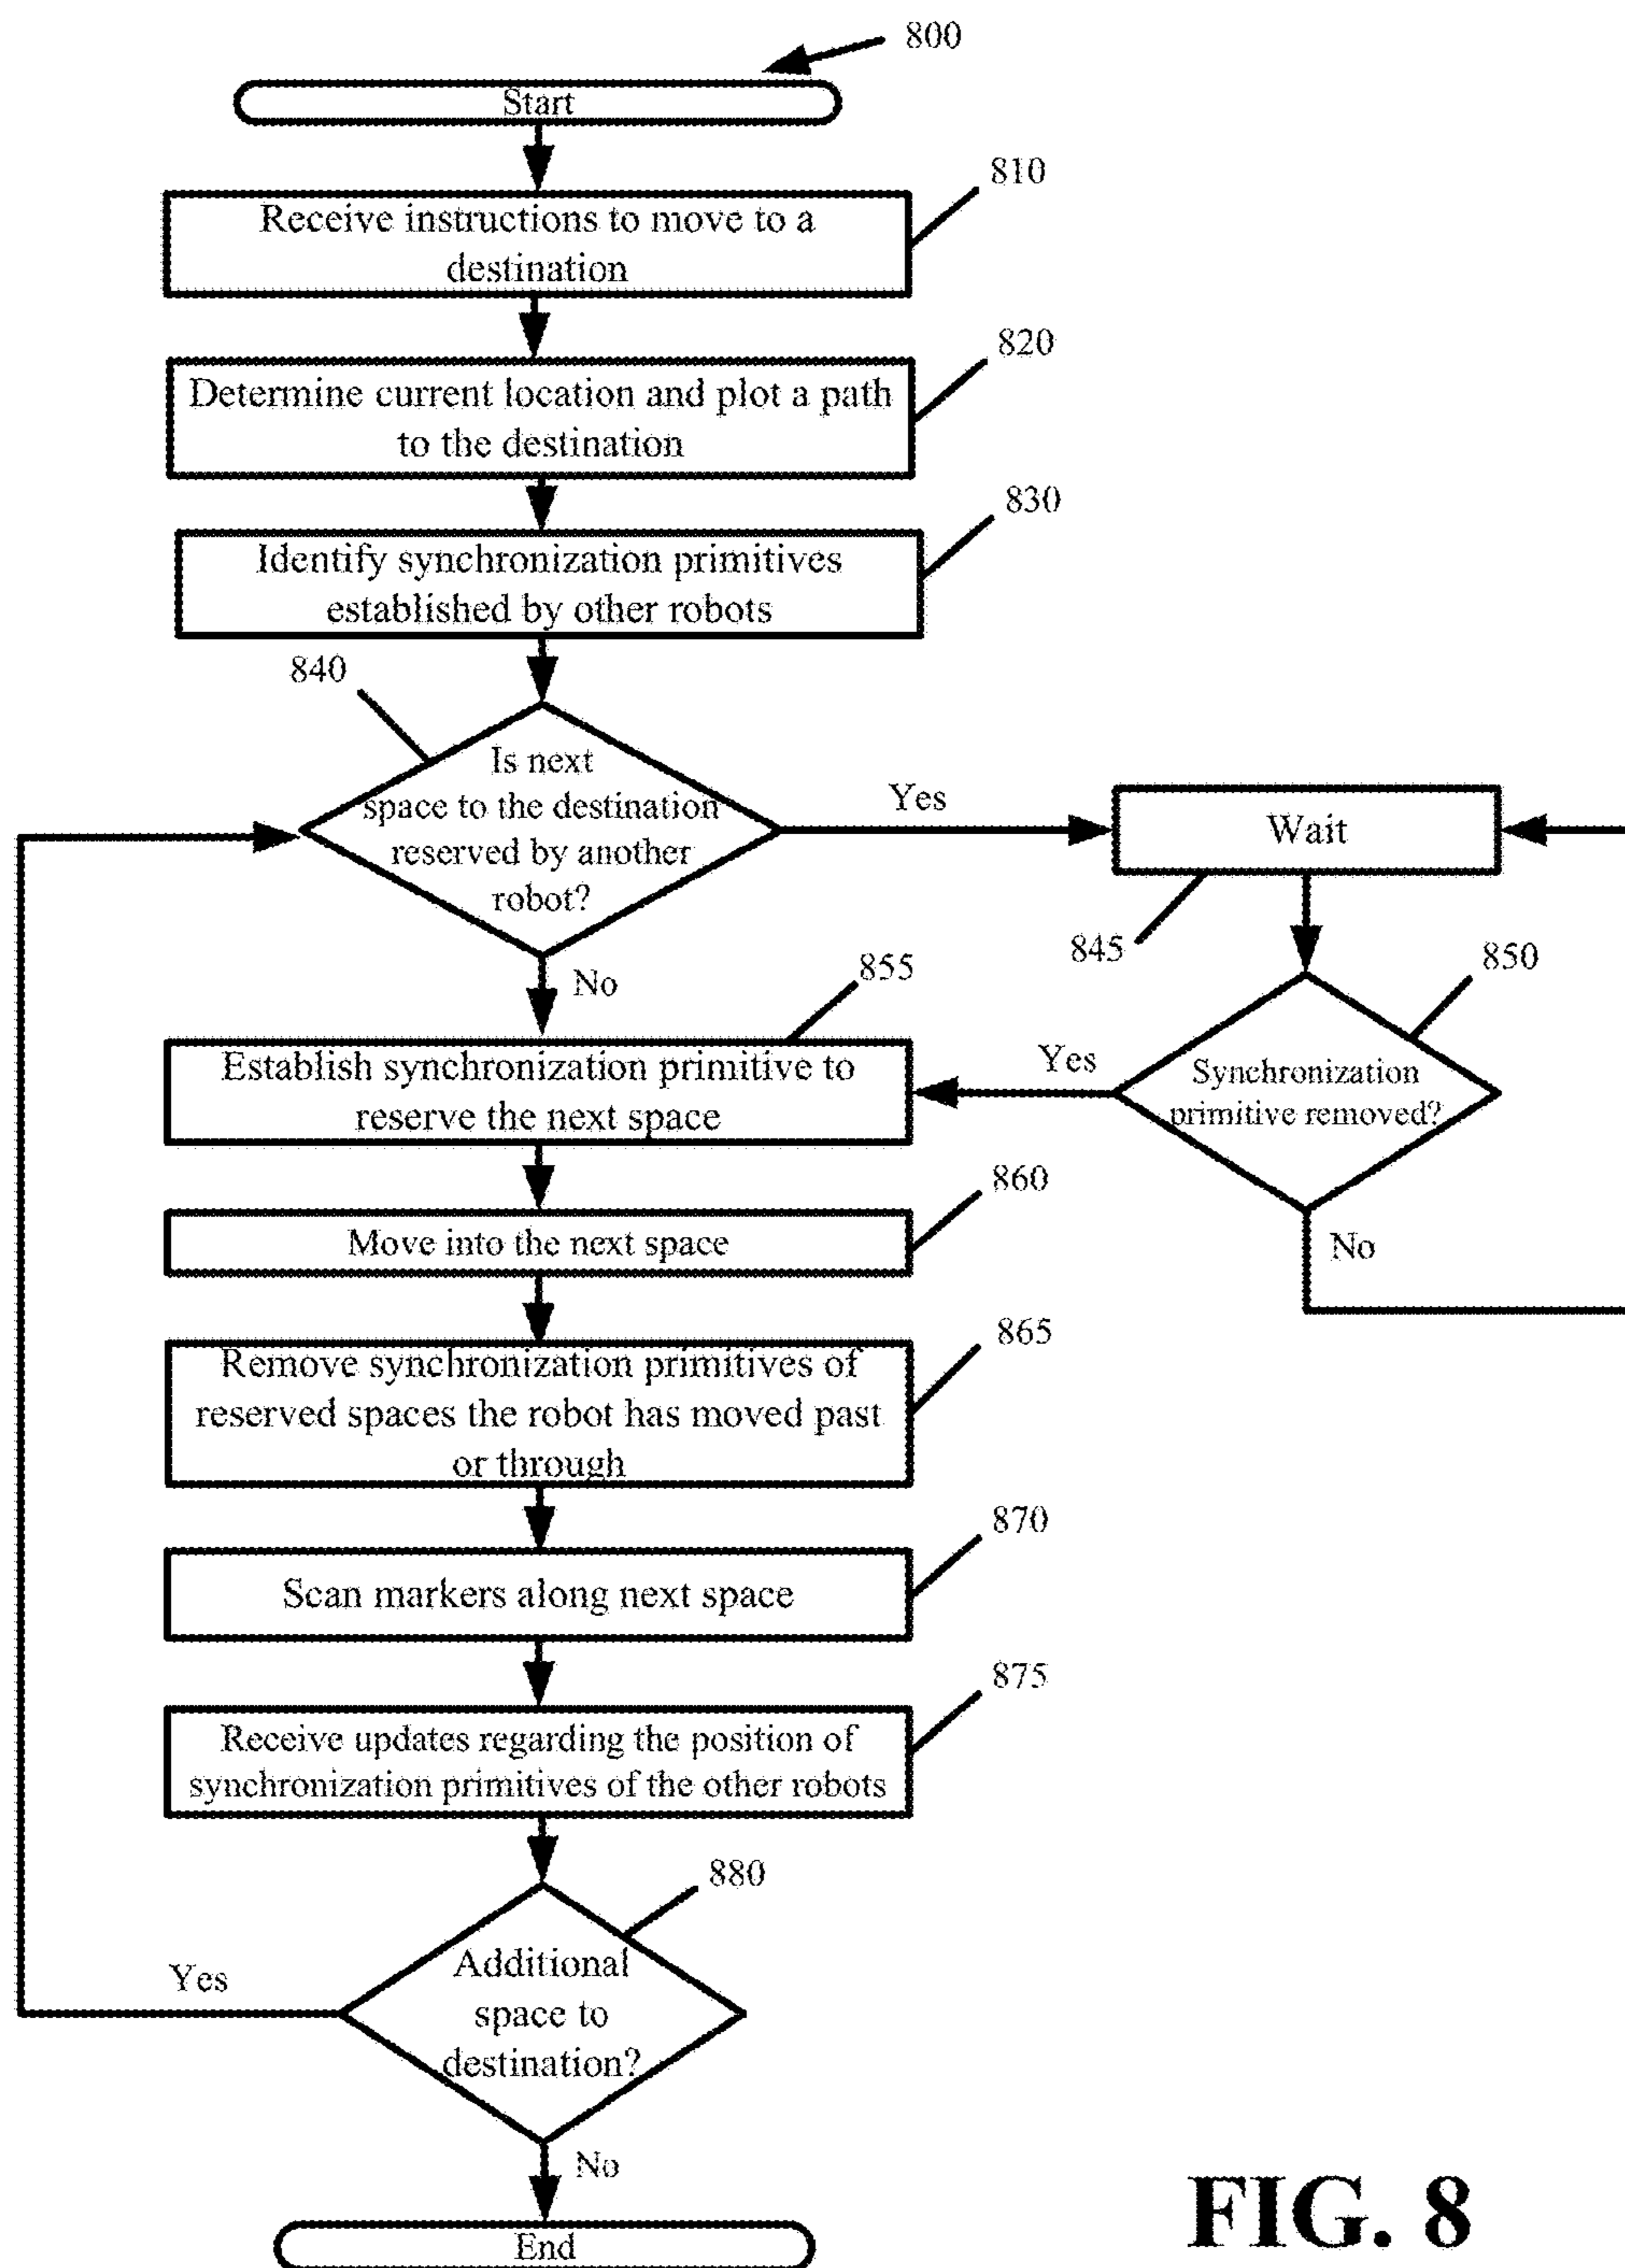 800
Start
810
Receive instructions to move to a
destination
820
Determine current location and plot a path
to the destination
830
Identify synchronization primitives
established by other robots
840
Is next
space to the destination
reserved by another
robot?
Yes
Wait
845
850
No
855
Establish synchronization primitive to
reserve the next space
Yes
Synchronization
primitive removed?
No
860
Move into the next space
865
Remove synchronization primitives of
reserved spaces the robot has moved past
or through
870
Scan markers along next space
875
Receive updates regarding the position of
synchronization primitives of the other robots
880
Additional
space to
destination?
Yes
No
End
FIG. 8